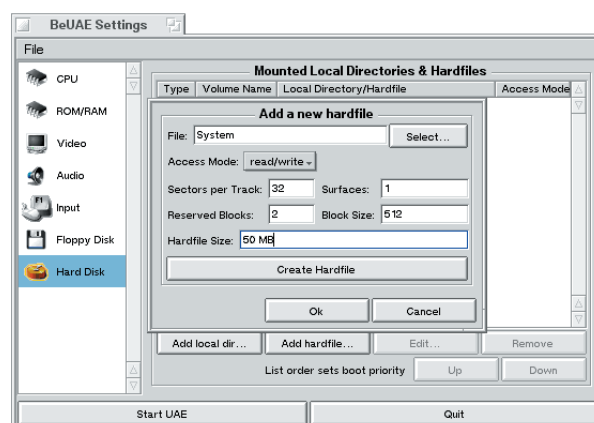 BeUAE Settings
File
CPU
ROM/RAM
Video
Audio
Input
Floppy Disk
Hard Disk
Mounted Local Directories & Hardfiles
Type Volume Name Local Directory/Hardfile Access Mode
Add a new hardfile
File: System Select...
Access Mode: read/write
Sectors per Track: 32 Surfaces: 1
Reserved Blocks: 2 Block Size: 512
Hardfile Size: 50 MB
Create Hardfile
Ok Cancel
Add local dir... Add hardfile... Edit... Remove
List order sets boot priority Up Down
Start UAE Quit